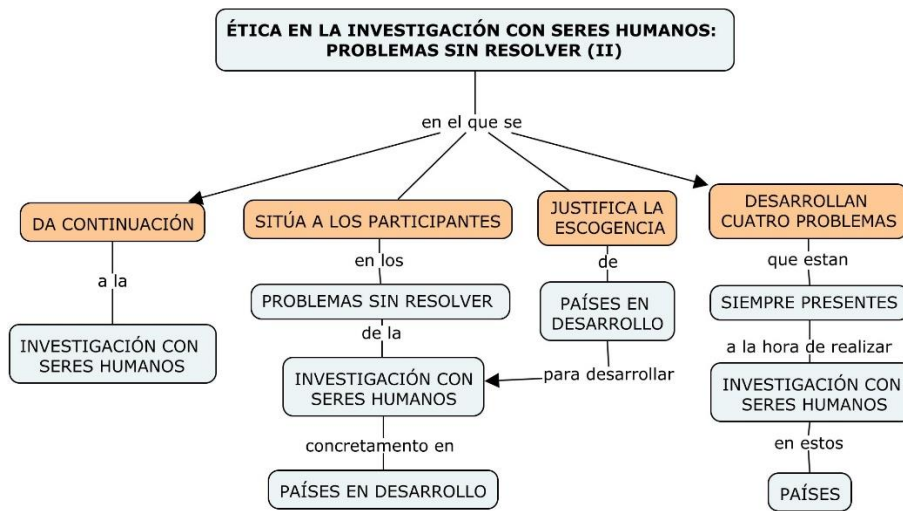 ÉTICA EN LA INVESTIGACIÓN CON SERES HUMANOS:
PROBLEMAS SIN RESOLVER (II)
en el que se
DA CONTINUACIÓN
a la
INVESTIGACIÓN CON
SERES HUMANOS
SITÚA A LOS PARTICIPANTES
en los
PROBLEMAS SIN RESOLVER
de la
INVESTIGACIÓN CON
SERES HUMANOS
concretamento en
PAÍSES EN DESARROLLO
JUSTIFICA LA
ESCOGENCIA
de
PAÍSES EN
DESARROLLO
para desarrollar
DESARROLLAN
CUATRO PROBLEMAS
que estan
SIEMPRE PRESENTES
a la hora de realizar
INVESTIGACIÓN CON
SERES HUMANOS
en estos
PAÍSES